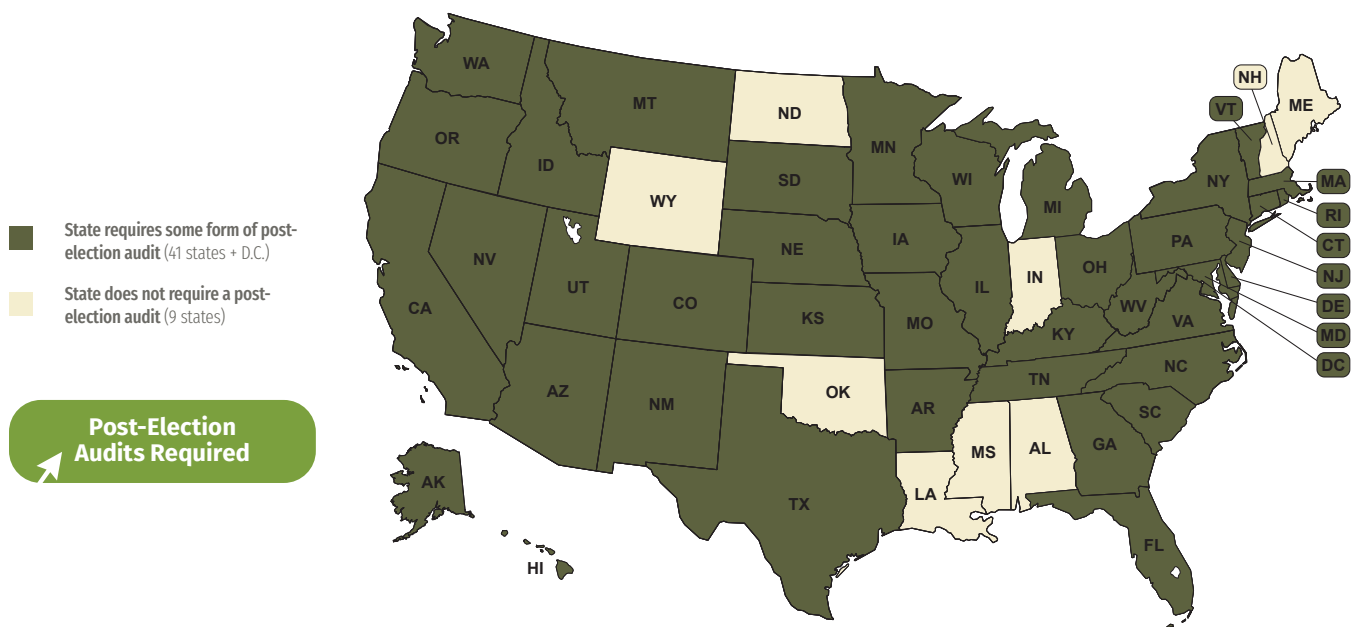 State requires some form of post-
election audit (41 states + D.C.)
State does not require a post-
election audit (9 states)
Post-Election
Audits Required
WA
OR
CA
NV
ID
MT
WY
UT
AZ
CO
NM
ND
SD
NE
KS
OK
TX
MN
IA
MO
AR
LA
WI
IL
MI
IN
OH
KY
TN
MS
AL
GA
FL
SC
NC
VA
WV
PA
NY
VT
NH
ME
MA
RI
CT
NJ
DE
MD
DC
AK
HI